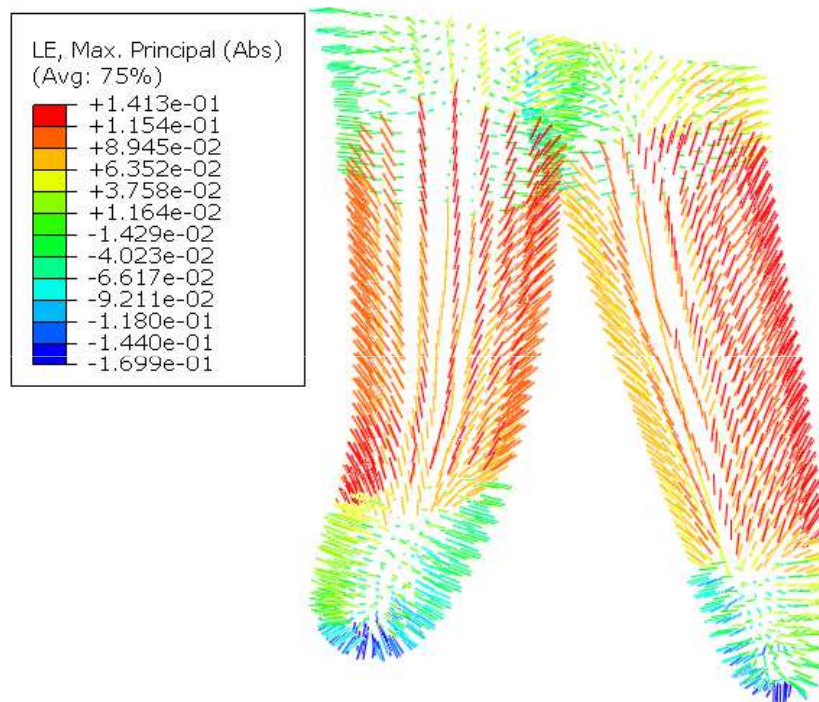 LE, Max. Principal (Abs)
(Avg: 75%)
+1.413e-01
+1.154e-01
+8.945e-02
+6.352e-02
+3.758e-02
+1.164e-02
-1.429e-02
-4.023e-02
-6.617e-02
-9.211e-02
-1.180e-01
-1.440e-01
-1.699e-01